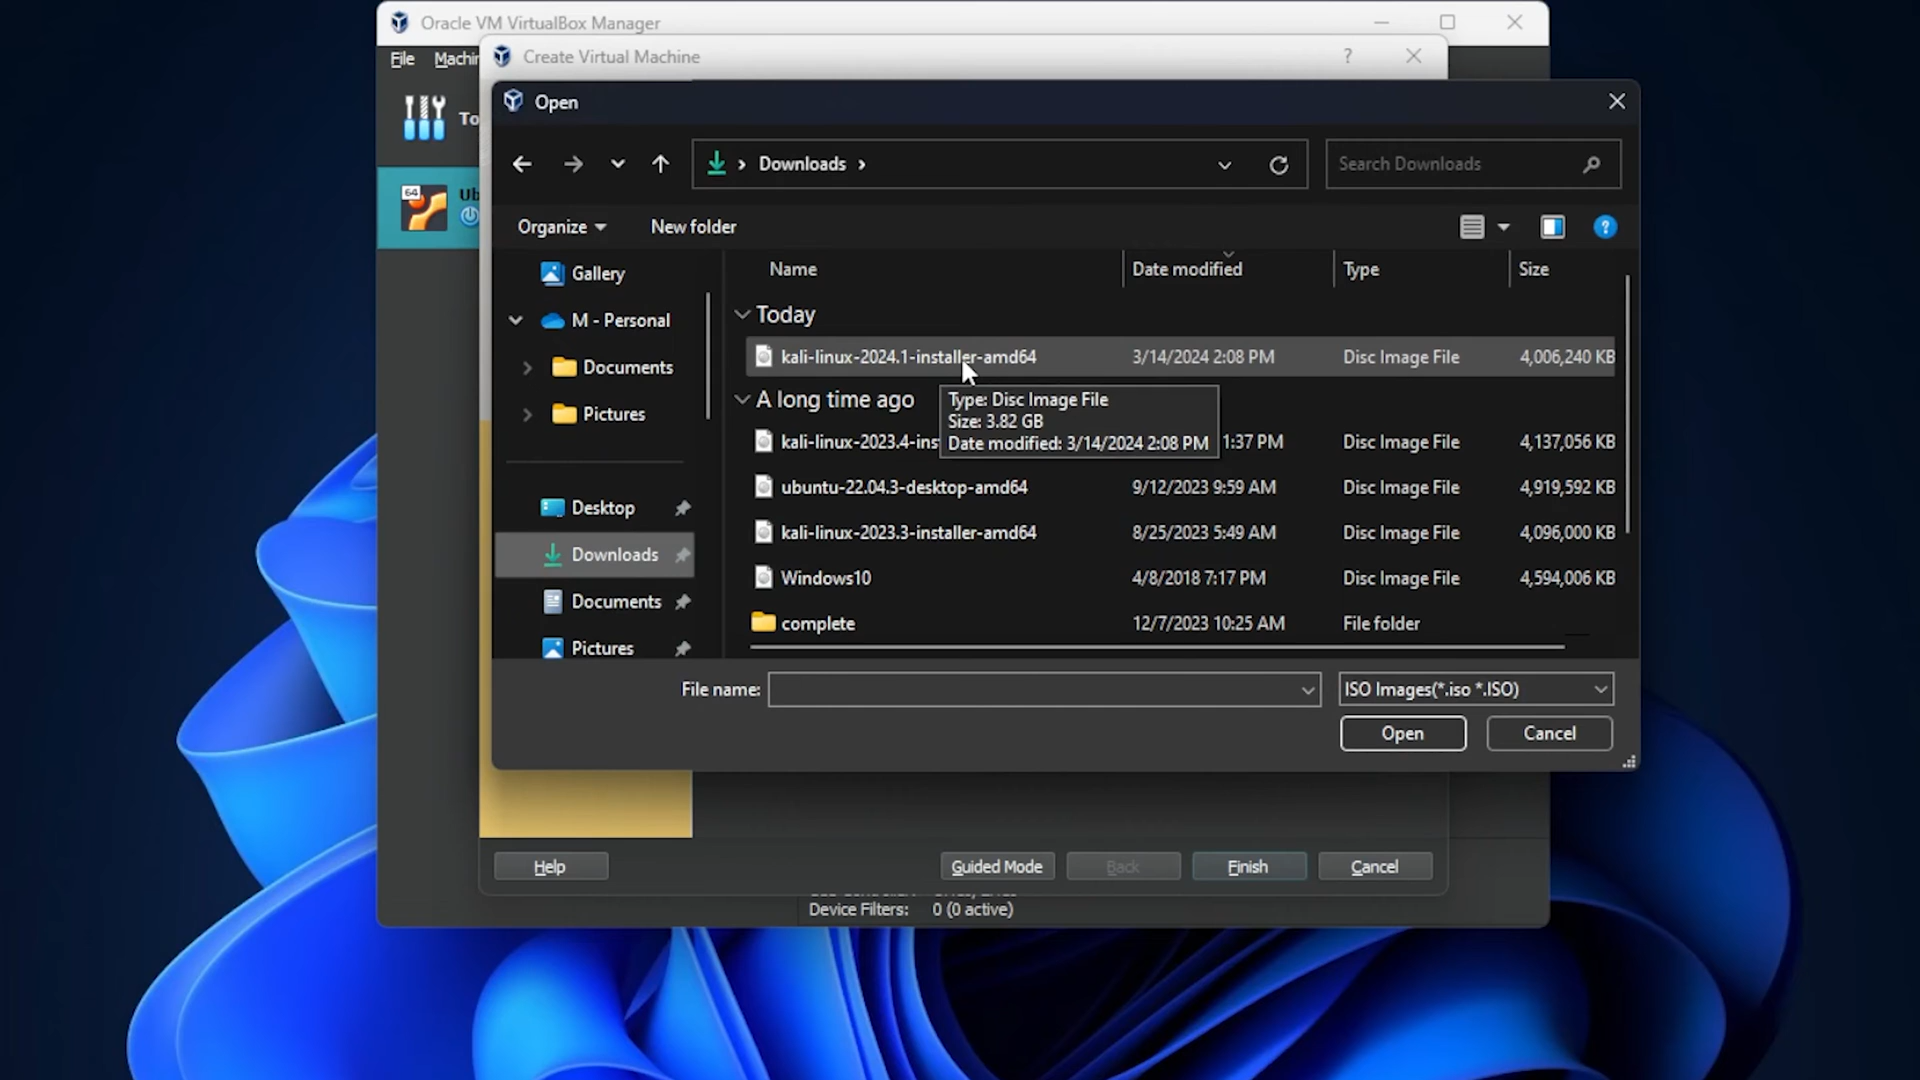 Oracle VM VirtualBox Manager
File
Create Virtual Machine
?
Open
64
Downloads
Search Downloads
Organize
New folder
?
Name
Date modified
Type
Size
Gallery
M - Personal
Documents
Pictures
Desktop
Downloads
Documents
Pictures
Today
kali-linux-2024.1-installer-amd64
3/14/2024 2:08 PM
Disc Image File
4,006,240 KB
A long time ago
Type: Disc Image File
Size: 3.82 GB
Date modified: 3/14/2024 2:08 PM
1:37 PM
Disc Image File
4,137,056 KB
ubuntu-22.04.3-desktop-amd64
9/12/2023 9:59 AM
Disc Image File
4,919,592 KB
kali-linux-2023.3-installer-amd64
8/25/2023 5:49 AM
Disc Image File
4,096,000 KB
Windows10
4/8/2018 7:17 PM
Disc Image File
4,594,006 KB
complete
12/7/2023 10:25 AM
File folder
File name:
ISO Images(*.iso *.ISO)
Open
Cancel
Help
Guided Mode
Back
Finish
Cancel
Device Filters:
0 (0 active)